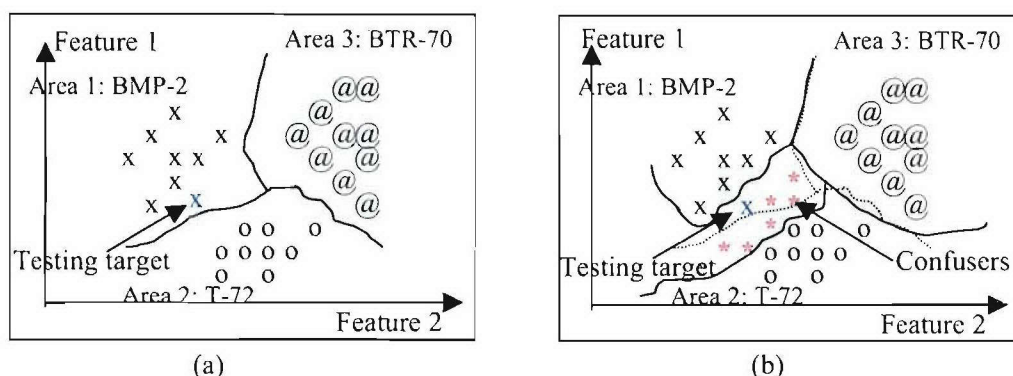 Feature 1
Area 3: BTR-70
Area 1: BMP-2
Testing target
Area 2: T-72
Feature 2
(a)
Feature 1
Area 3: BTR-70
Area 1: BMP-2
Testing target
Confusers
Area 2: T-72
Feature 2
(b)